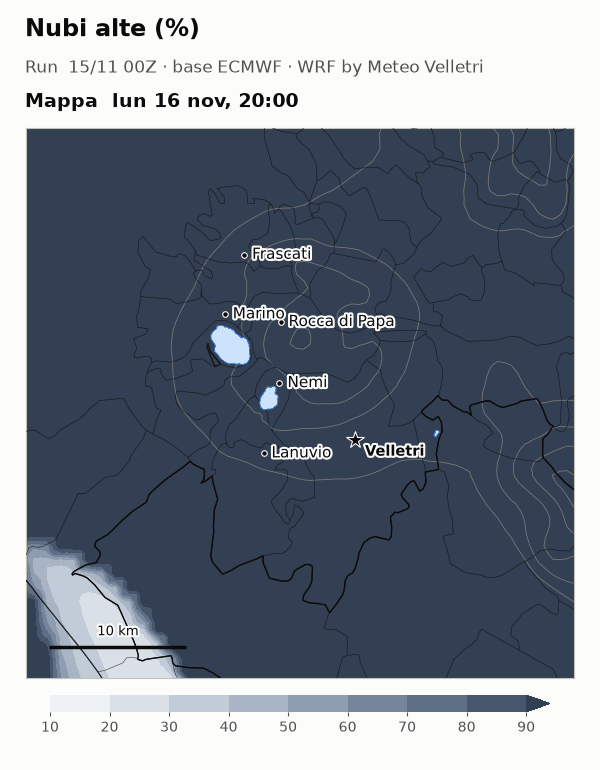 Nubi alte (%)
Run 15/11 00Z · base ECMWF · WRF by Meteo Velletri
Mappa lun 16 nov, 20:00
Frascati
Marino
Rocca di Papa
Nemi
Velletri
Lanuvio
10 km
10 20 30 40 50 60 70 80 90